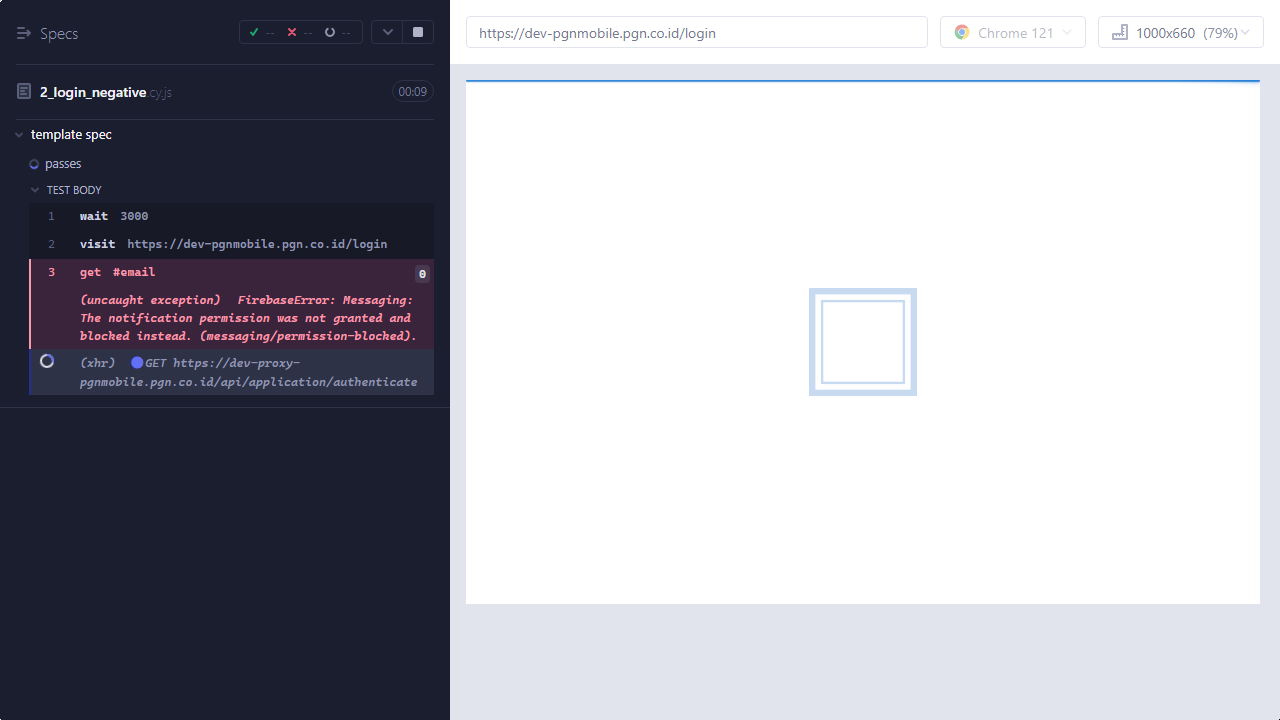 Specs
-- -- --
2_login_negative.cy.js
00:09
template spec
passes
TEST BODY
1 wait 3000
2 visit https://dev-pgnmobile.pgn.co.id/login
3 get #email 0
(uncaught exception) FirebaseError: Messaging:
The notification permission was not granted and
blocked instead. (messaging/permission-blocked).
(xhr) GET https://dev-proxy-
pgnmobile.pgn.co.id/api/application/authenticate
https://dev-pgnmobile.pgn.co.id/login
Chrome 121
1000x660 (79%)